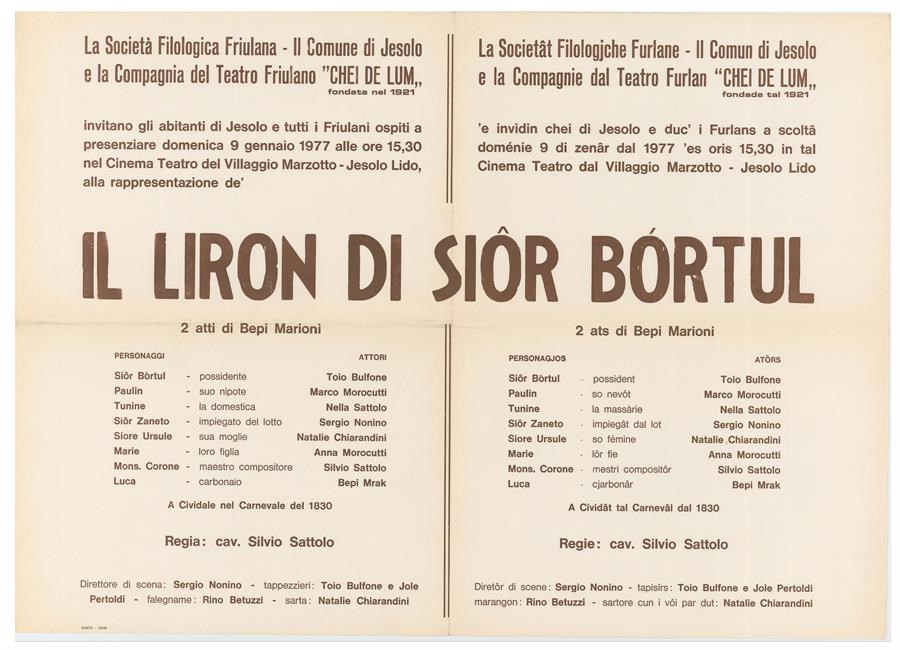 La Società Filologica Friulana - Il Comune di Jesolo
e la Compagnia del Teatro Friulano "CHEI DE LUM„
fondata nel 1921
invitano gli abitanti di Jesolo e tutti i Friulani ospiti a
presenziare domenica 9 gennaio 1977 alle ore 15,30
nel Cinema Teatro del Villaggio Marzotto - Jesolo Lido,
alla rappresentazione de'
La Societât Filologjche Furlane - Il Comun di Jesolo
e la Compagnie dal Teatro Furlan “CHEI DE LUM„
fondade tal 1921
'e invidin chei di Jesolo e duc' i Furlans a scoltâ
doménie 9 di zenâr dal 1977 'es oris 15,30 in tal
Cinema Teatro dal Villaggio Marzotto - Jesolo Lido
IL LIRON DI SIÔR BÓRTUL
2 atti di Bepi Marioni
PERSONAGGI ATTORI
Siôr Bòrtul - possidente Toio Bulfone
Paulin - suo nipote Marco Morocutti
Tunine - la domestica Nella Sattolo
Siôr Zaneto - impiegato del lotto Sergio Nonino
Siore Ursule - sua moglie Natalie Chiarandini
Marie - loro figlia Anna Morocutti
Mons. Corone - maestro compositore Silvio Sattolo
Luca - carbonaio Bepi Mrak
A Cividale nel Carnevale del 1830
Regia: cav. Silvio Sattolo
Direttore di scena: Sergio Nonino - tappezzieri: Toio Bulfone e Jole
Pertoldi - falegname: Rino Betuzzi - sarta: Natalie Chiarandini
2 ats di Bepi Marioni
PERSONAGJOS ATÔRS
Siôr Bòrtul - possident Toio Bulfone
Paulin - so nevôt Marco Morocutti
Tunine - la massàrie Nella Sattolo
Siôr Zaneto - impiegât dal lot Sergio Nonino
Siore Ursule - so fèmine Natalie Chiarandini
Marie - lôr fie Anna Morocutti
Mons. Corone - mestri compositôr Silvio Sattolo
Luca - cjarbonâr Bepi Mrak
A Cividât tal Carnevâl dal 1830
Regie: cav. Silvio Sattolo
Diretôr di scene: Sergio Nonino - tapisîrs: Toio Bulfone e Jole Pertoldi
marangon: Rino Betuzzi - sartore cun i vôi par dut: Natalie Chiarandini